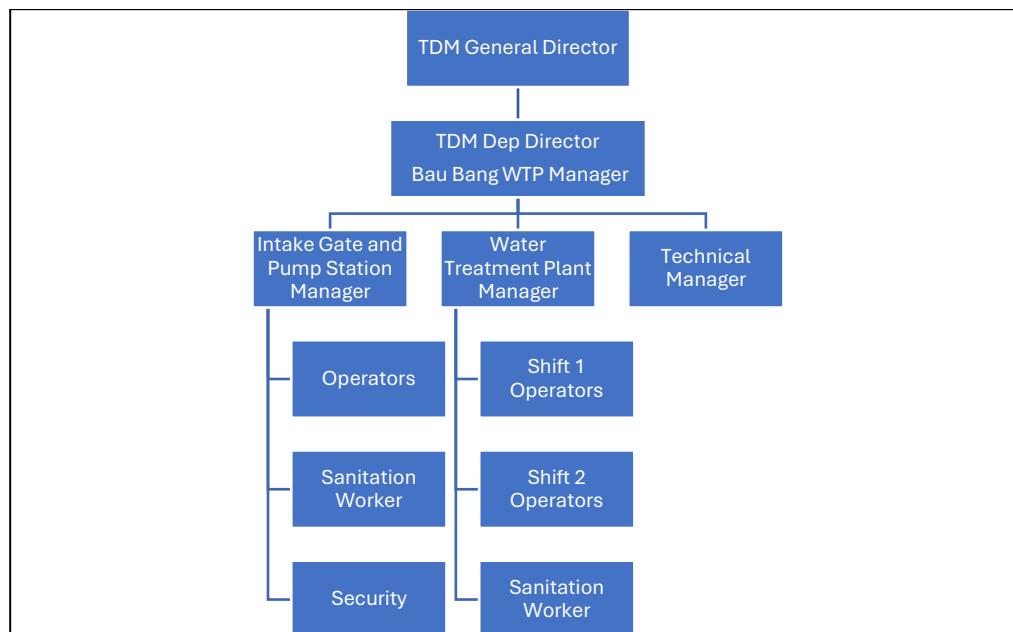 TDM General Director
TDM Dep Director
Bau Bang WTP Manager
Intake Gate and
Pump Station
Manager
Water
Treatment Plant
Manager
Technical
Manager
Operators
Sanitation
Worker
Security
Shift 1
Operators
Shift 2
Operators
Sanitation
Worker